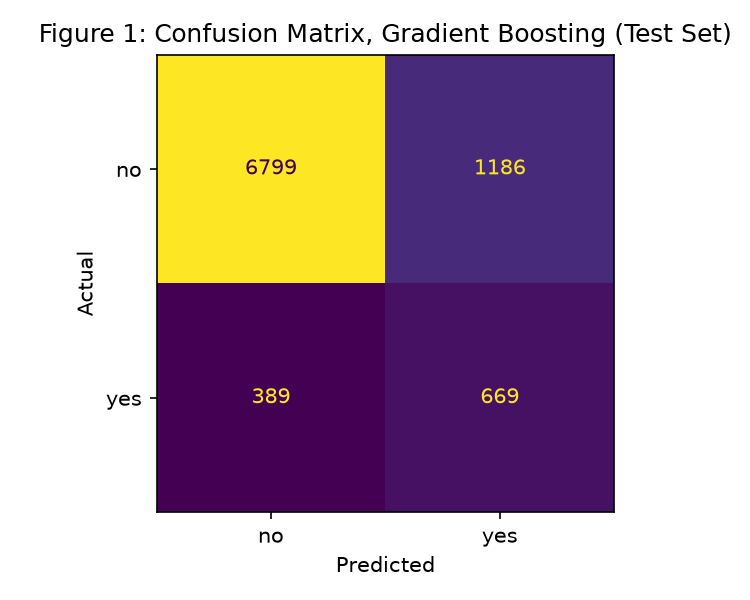 Figure 1: Confusion Matrix, Gradient Boosting (Test Set)
no
6799
1186
Actual
yes
389
669
no
yes
Predicted